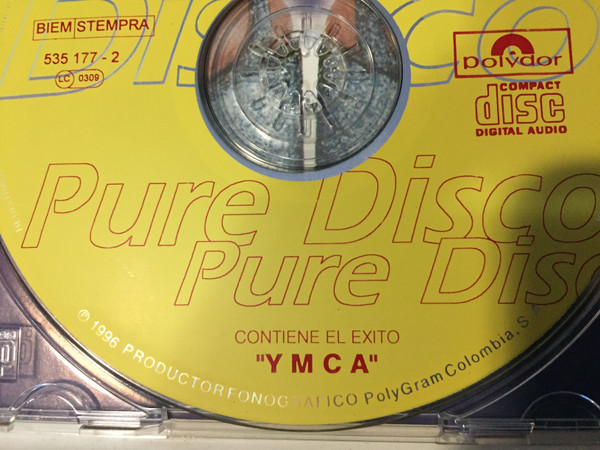 Disco
BIEM STEMPRA
535 177 - 2
LC 0309
polydor
COMPACT
disc
DIGITAL AUDIO
Pure Disco
Pure Disc
CONTIENE EL EXITO
"YMCA"
℗ 1996 PRODUCTOR FONOGRAFICO PolyGram Colombia, S.A